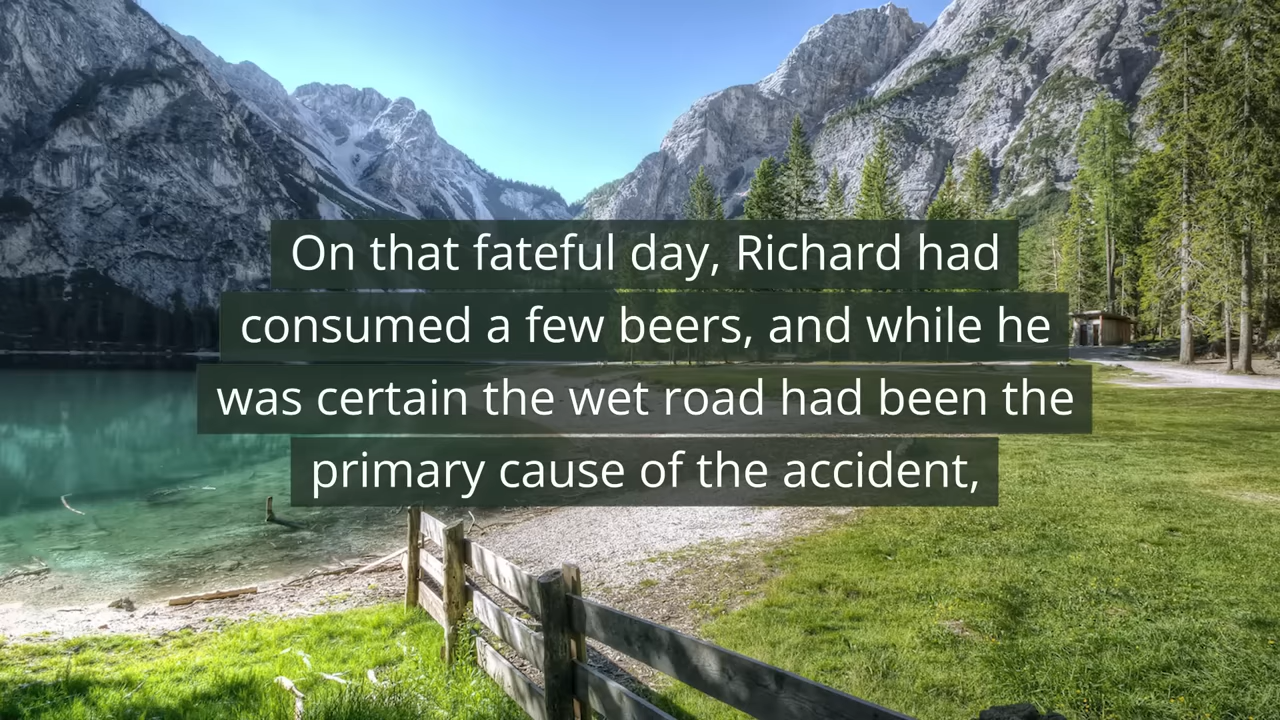 On that fateful day, Richard had
consumed a few beers, and while he
was certain the wet road had been the
primary cause of the accident,